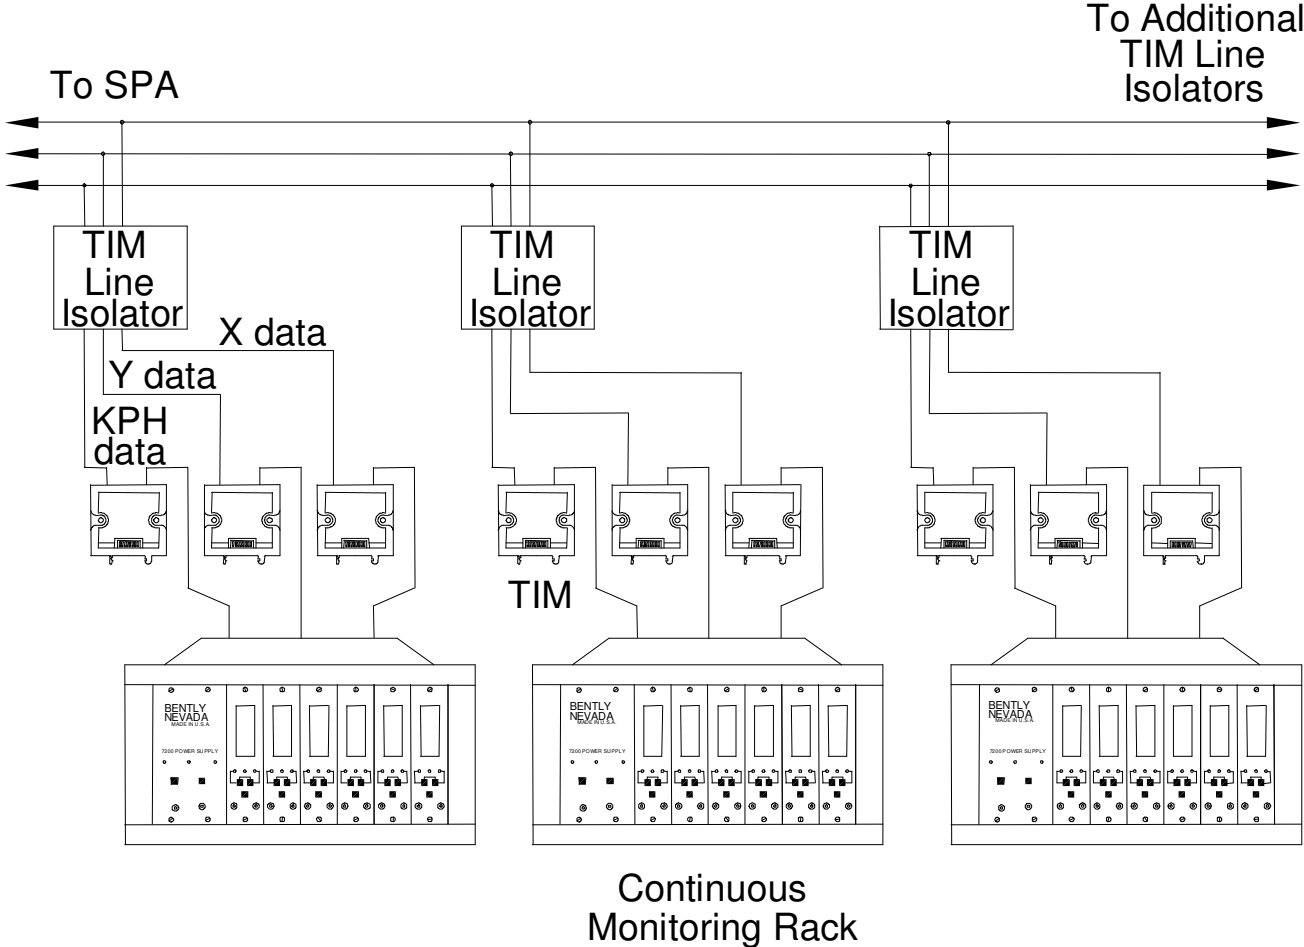 To Additional
TIM Line
Isolators
To SPA
TIM
Line
Isolator
TIM
Line
Isolator
TIM
Line
Isolator
X data
Y data
KPH
data
TIM
BENTLY
NEVADA
MADE IN U.S.A.
7200 POWER SUPPLY
BENTLY
NEVADA
MADE IN U.S.A.
7200 POWER SUPPLY
BENTLY
NEVADA
MADE IN U.S.A.
7200 POWER SUPPLY
Continuous
Monitoring Rack